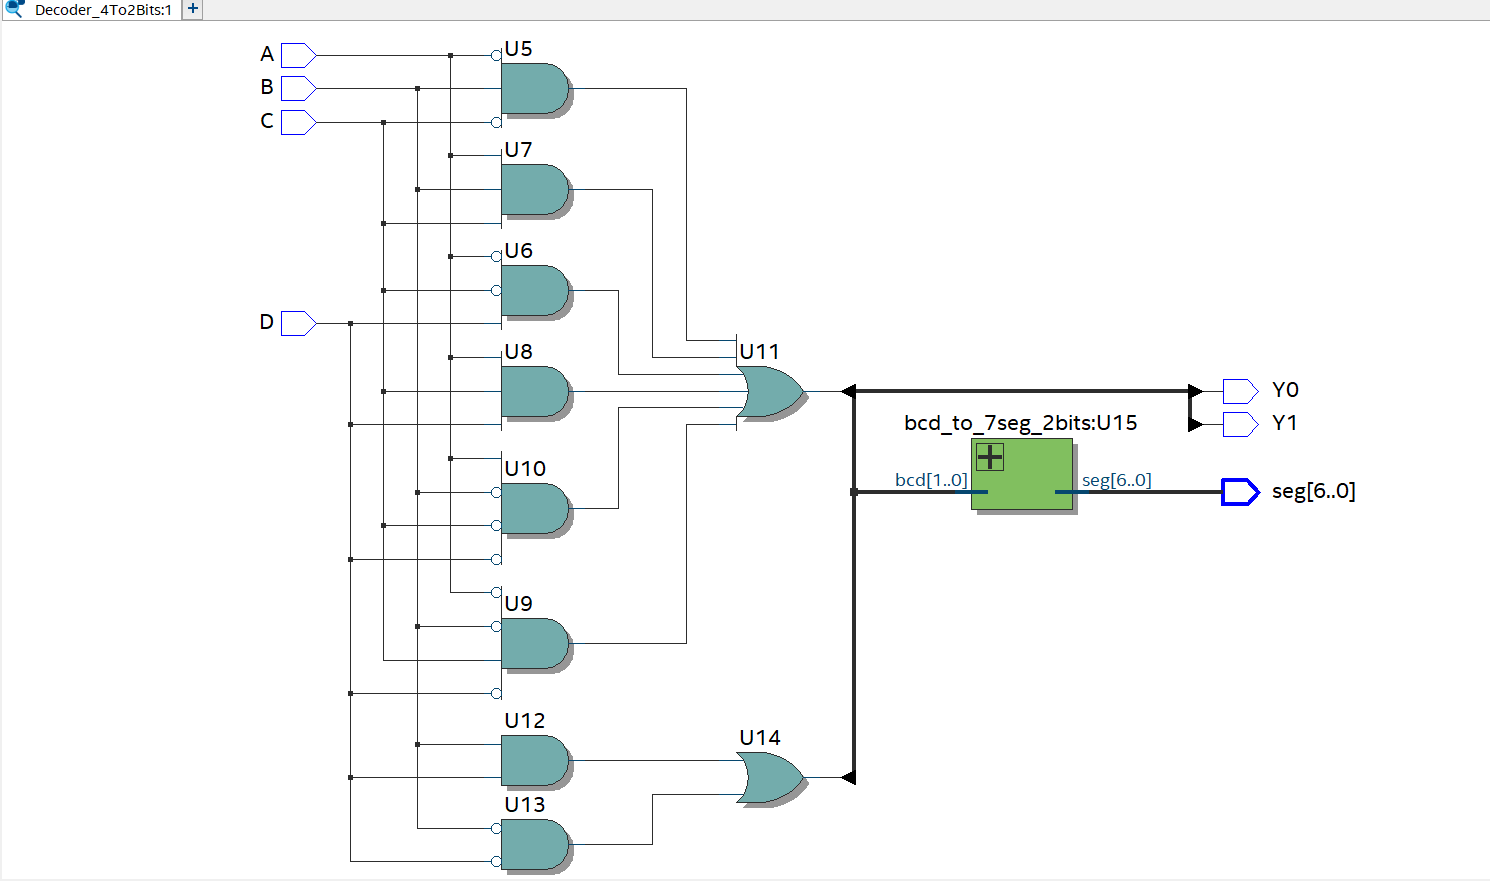 Decoder_4To2Bits:1
A
B
C
D
U5
U7
U6
U8
U10
U9
U12
U13
U11
U14
bcd_to_7seg_2bits:U15
bcd[1..0]
seg[6..0]
Y0
Y1
seg[6..0]